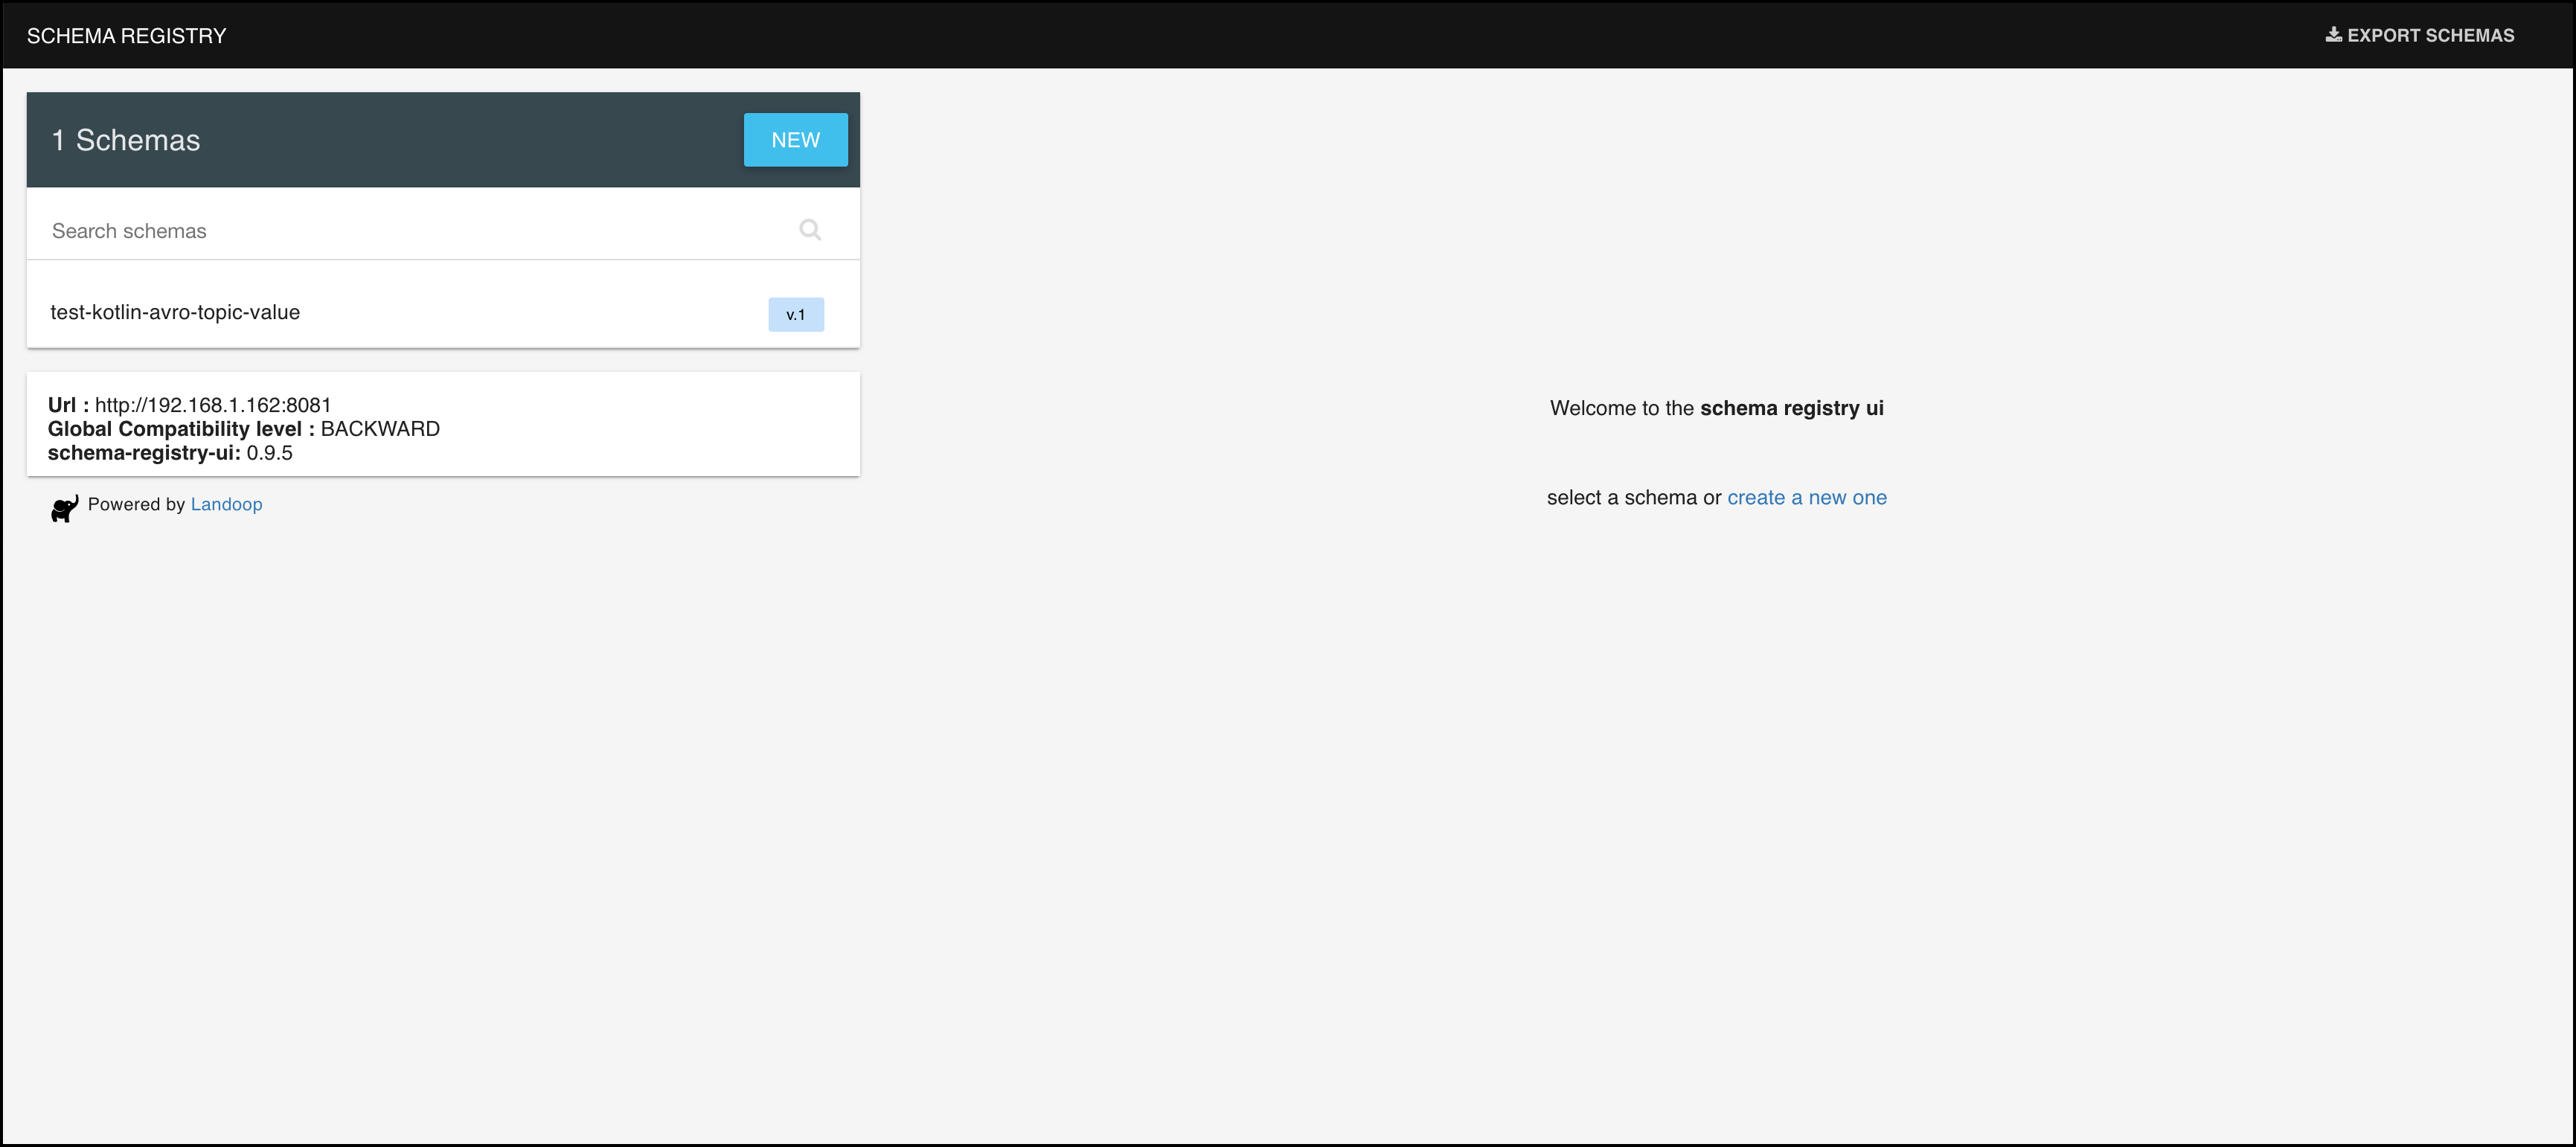 SCHEMA REGISTRY
EXPORT SCHEMAS
1 Schemas
NEW
Search schemas
test-kotlin-avro-topic-value
v.1
Url : http://192.168.1.162:8081
Global Compatibility level : BACKWARD
schema-registry-ui: 0.9.5
Powered by Landoop
Welcome to the schema registry ui
select a schema or create a new one